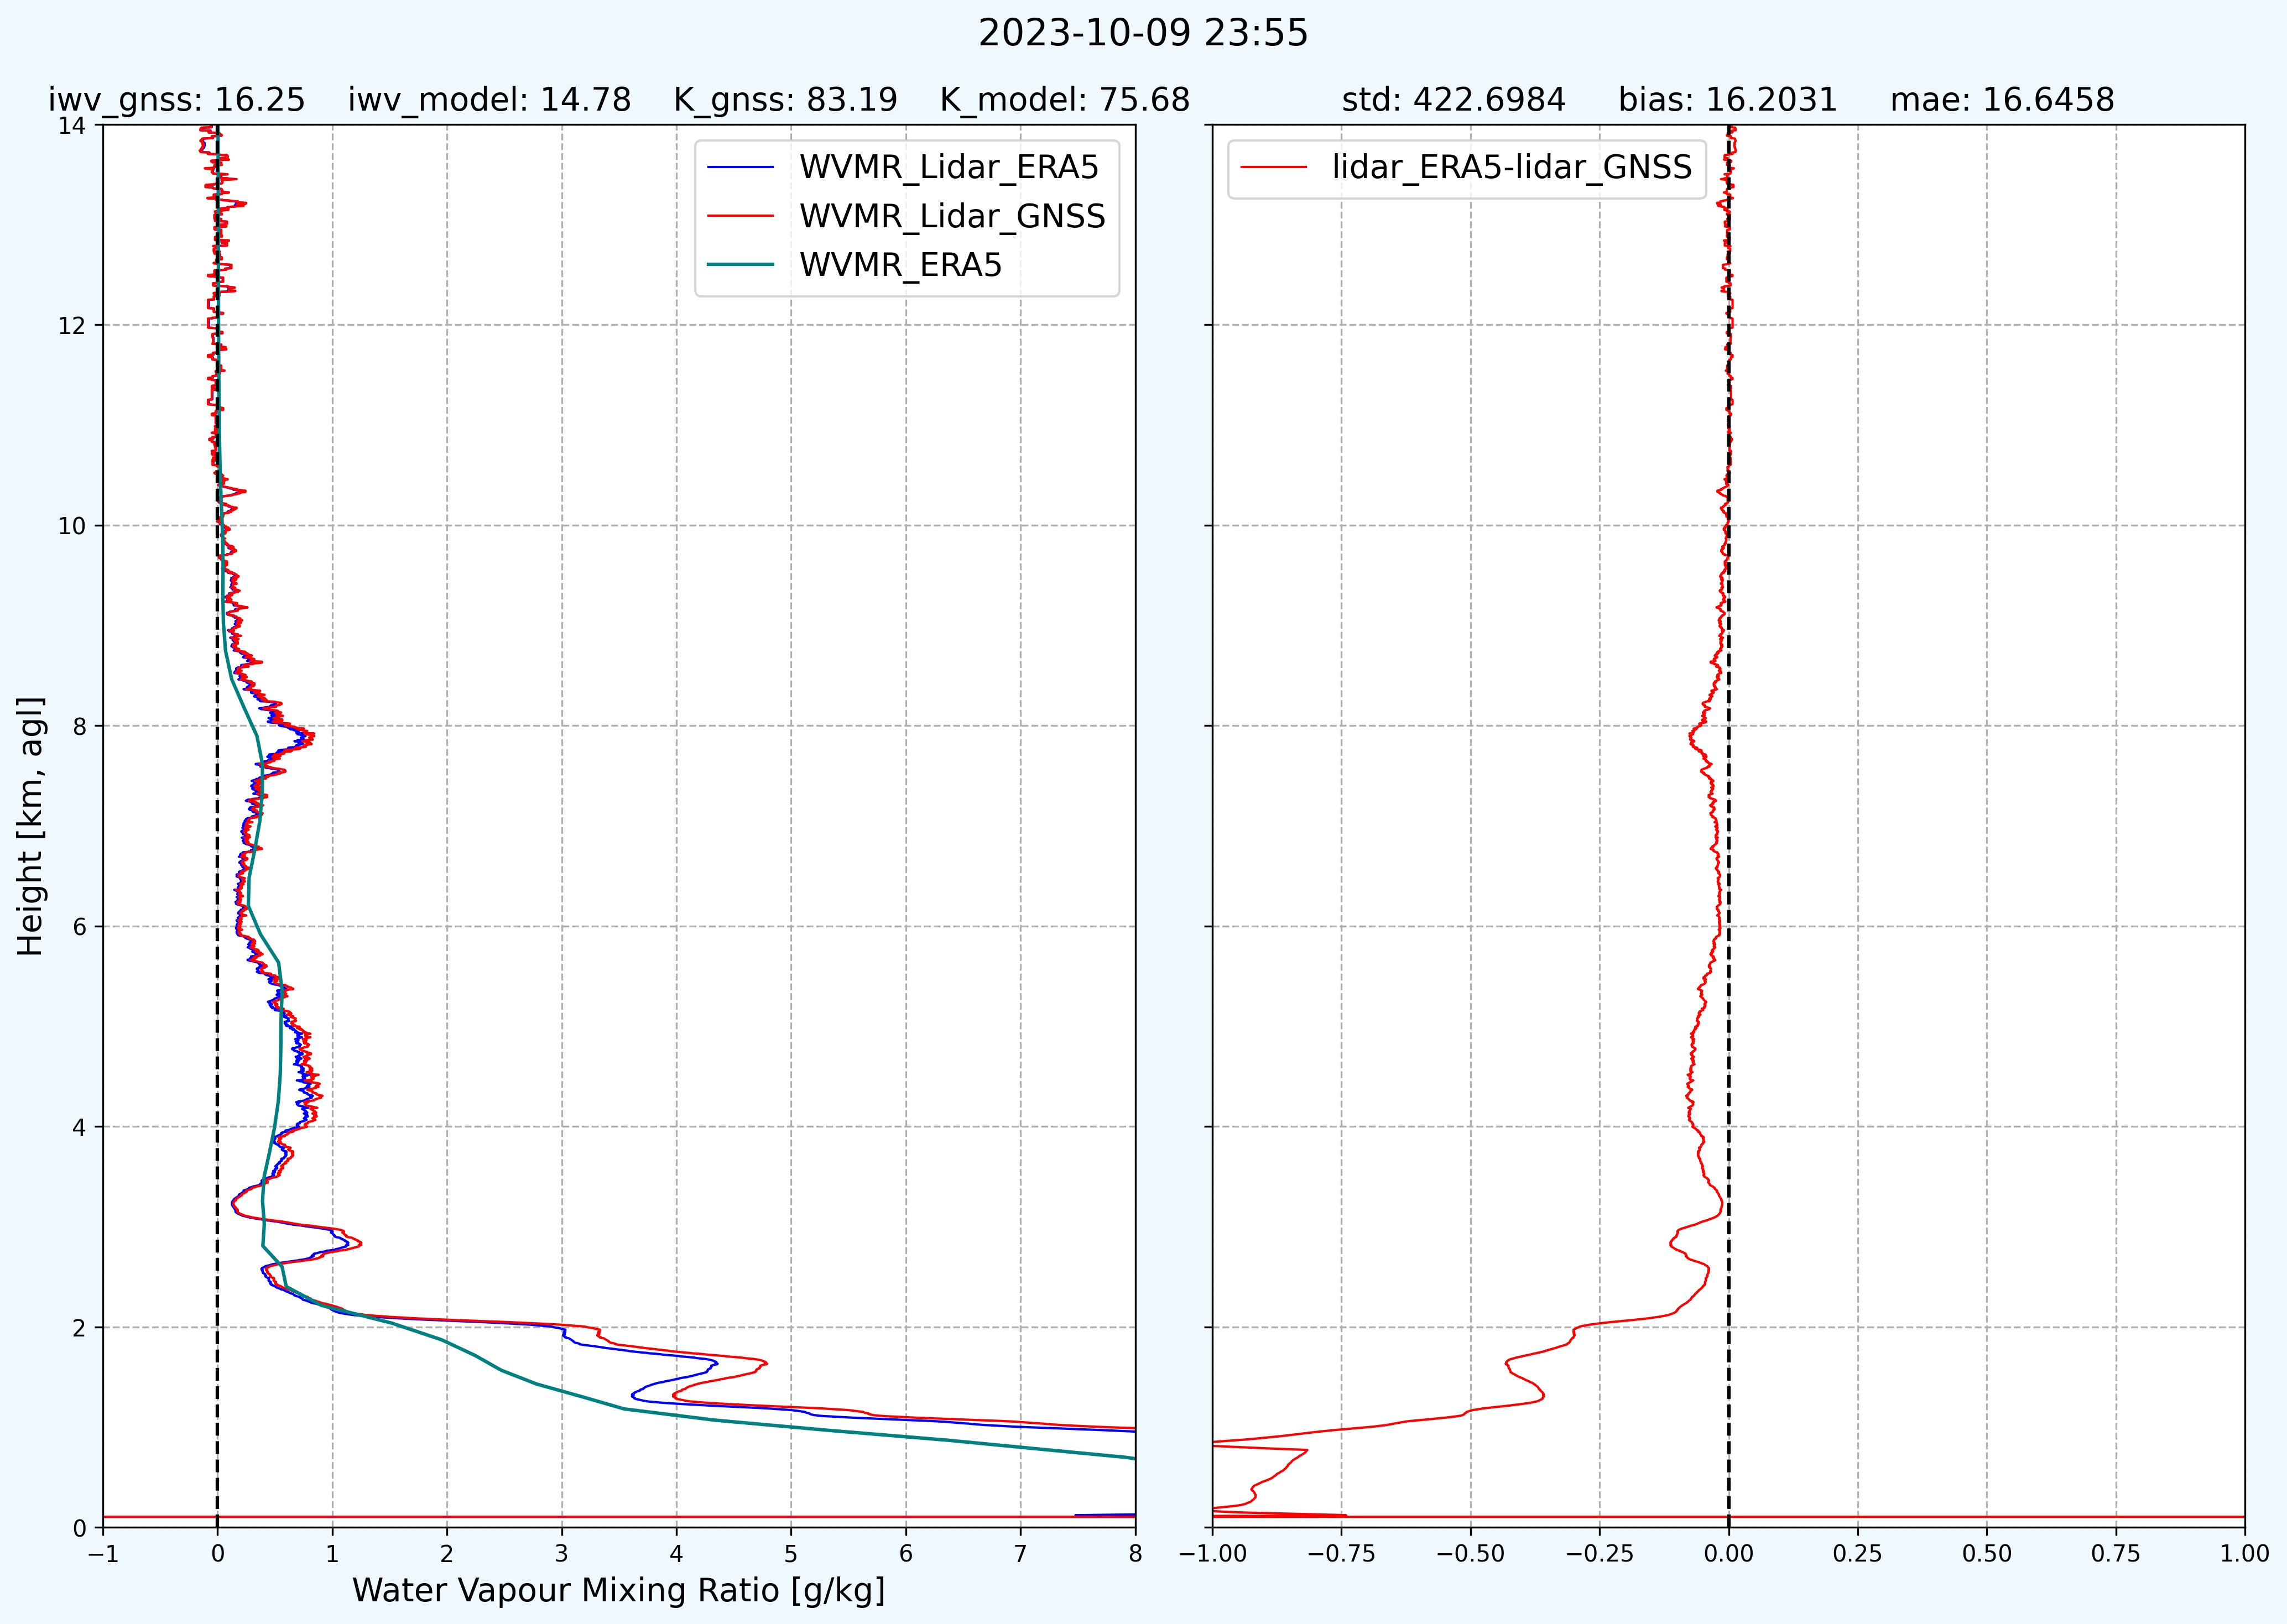 2023-10-09 23:55
iwv_gnss: 16.25 iwv_model: 14.78 K_gnss: 83.19 K_model: 75.68
std: 422.6984 bias: 16.2031 mae: 16.6458
WVMR_Lidar_ERA5
WVMR_Lidar_GNSS
WVMR_ERA5
lidar_ERA5-lidar_GNSS
Height [km, agl]
14
12
10
8
6
4
2
0
−1 0 1 2 3 4 5 6 7 8
Water Vapour Mixing Ratio [g/kg]
−1.00 −0.75 −0.50 −0.25 0.00 0.25 0.50 0.75 1.00